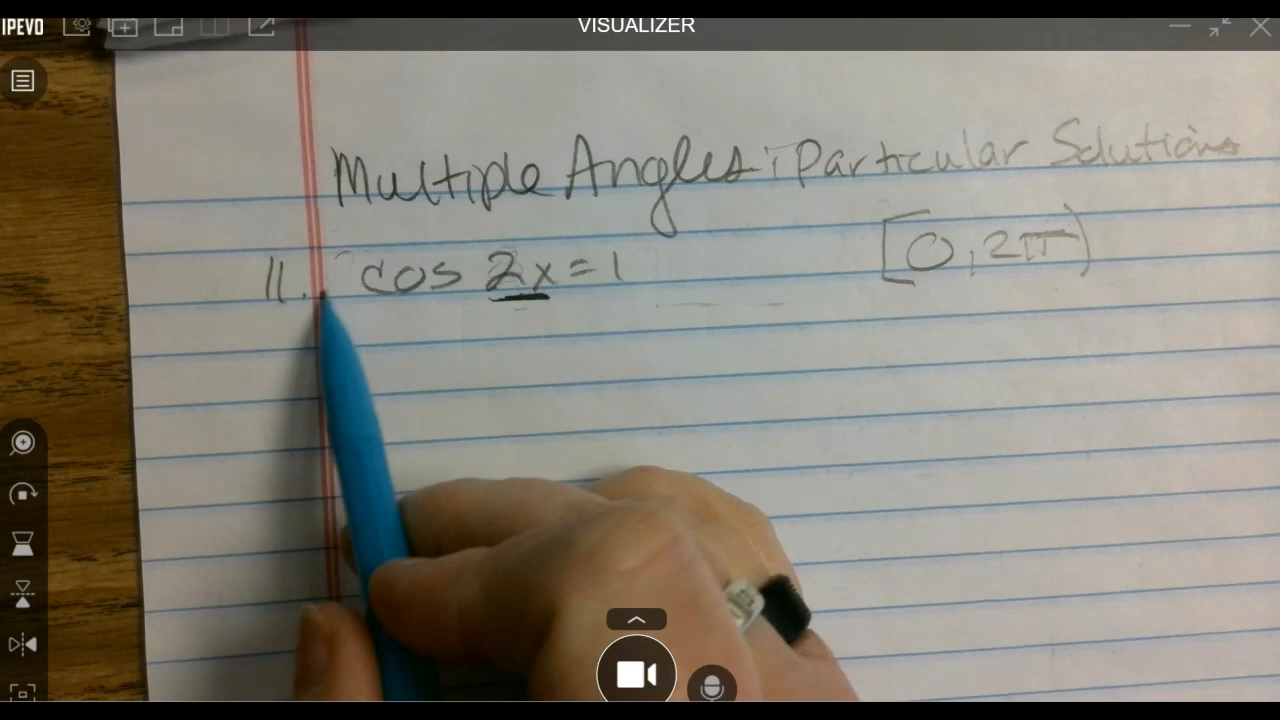 IPEVO
VISUALIZER
Multiple Angles: Particular Solutions
[0, 2π)
11. cos 2x = 1